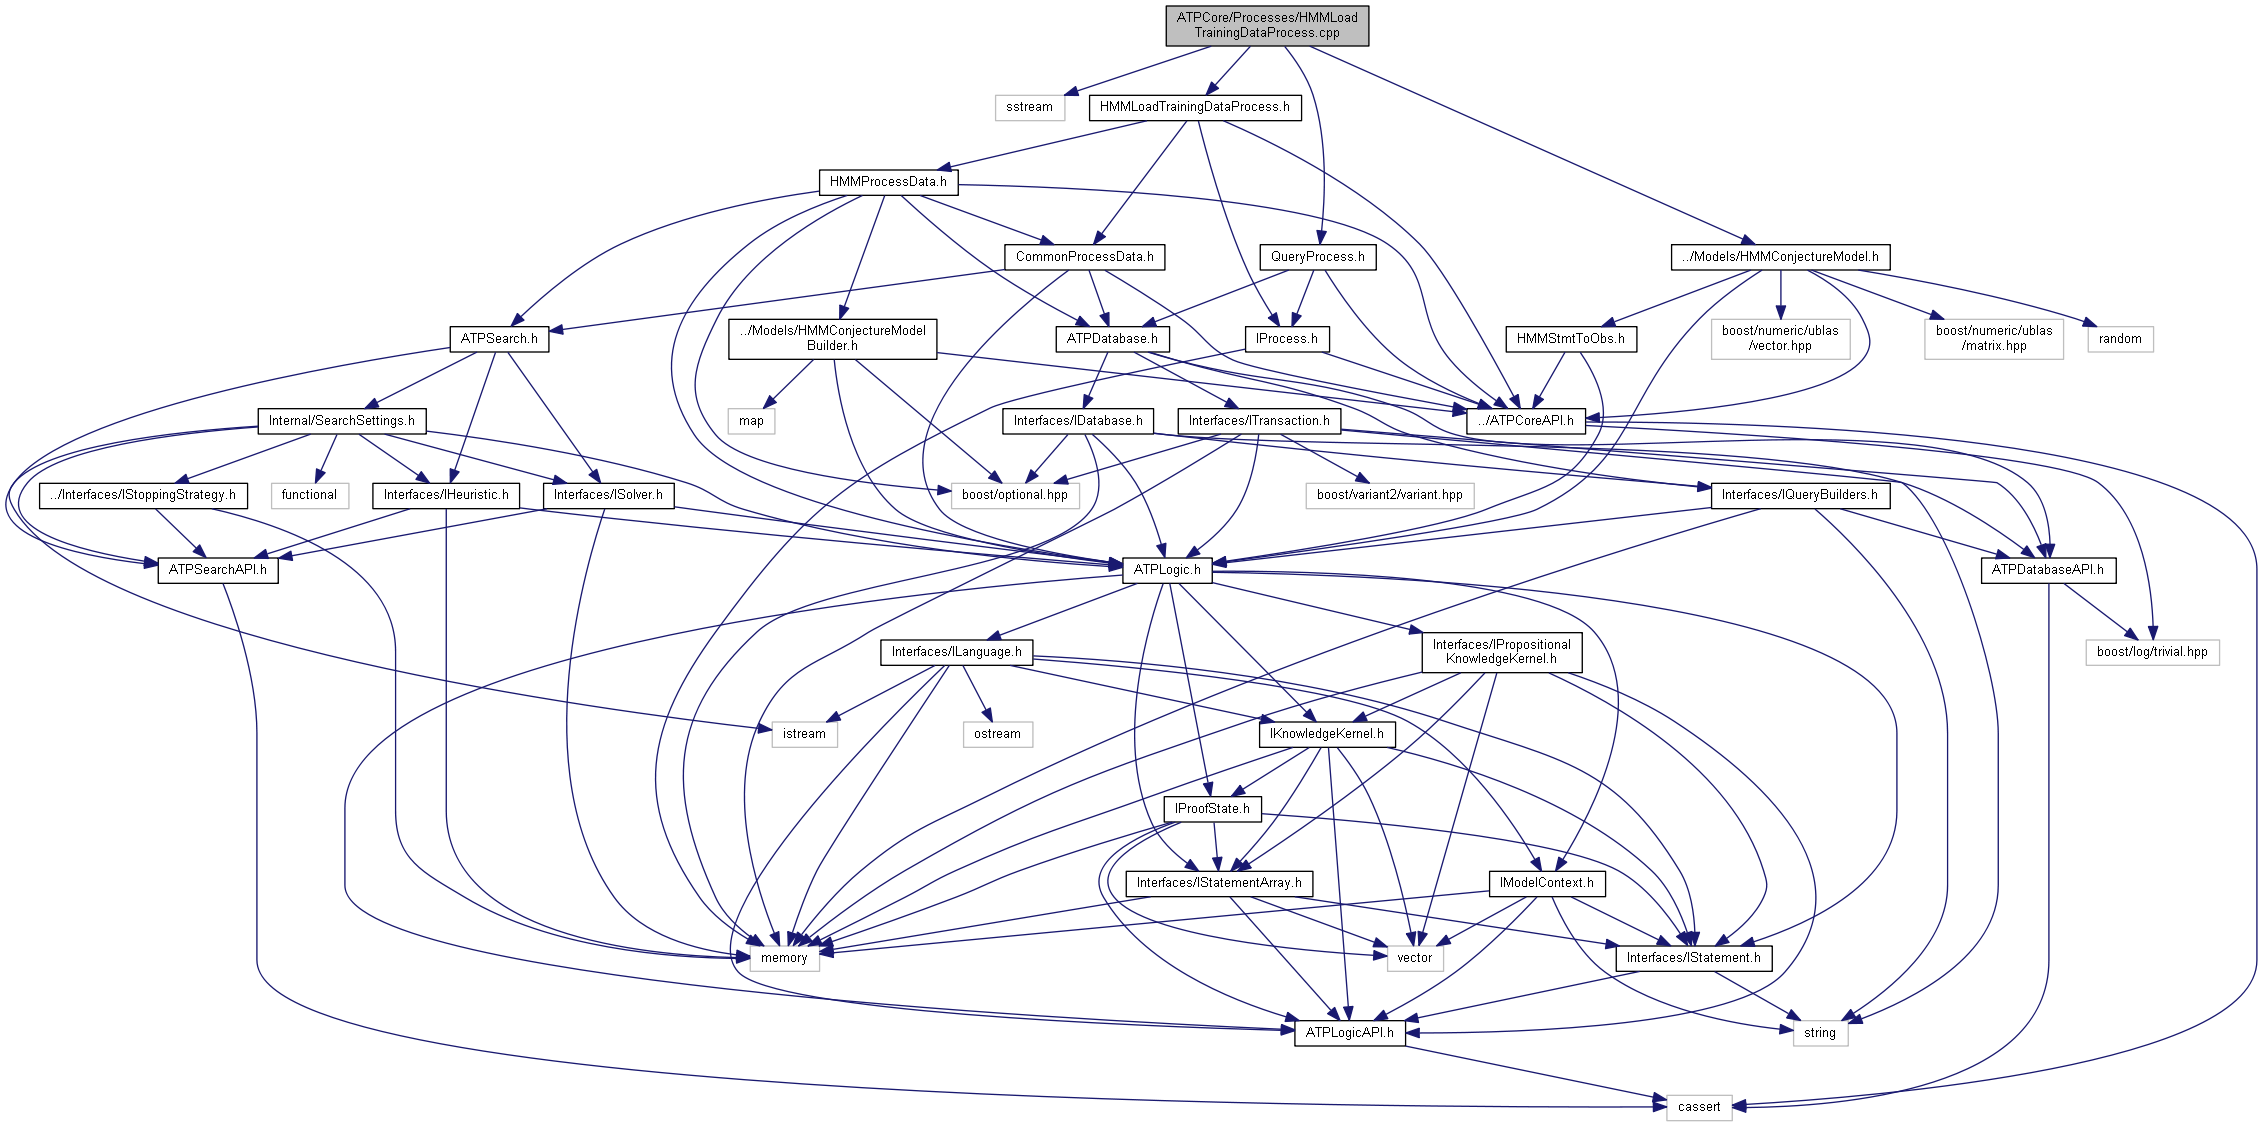 ATPCore/Processes/HMMLoad
TrainingDataProcess.cpp
sstream
HMMLoadTrainingDataProcess.h
HMMProcessData.h
CommonProcessData.h
QueryProcess.h
../Models/HMMConjectureModel.h
ATPSearch.h
../Models/HMMConjectureModel
Builder.h
ATPDatabase.h
IProcess.h
HMMStmtToObs.h
boost/numeric/ublas
/vector.hpp
boost/numeric/ublas
/matrix.hpp
random
Internal/SearchSettings.h
map
Interfaces/IDatabase.h
Interfaces/ITransaction.h
../ATPCoreAPI.h
../Interfaces/IStoppingStrategy.h
functional
Interfaces/IHeuristic.h
Interfaces/ISolver.h
boost/optional.hpp
boost/variant2/variant.hpp
Interfaces/IQueryBuilders.h
ATPSearchAPI.h
ATPLogic.h
ATPDatabaseAPI.h
Interfaces/ILanguage.h
Interfaces/IPropositional
KnowledgeKernel.h
boost/log/trivial.hpp
istream
ostream
IKnowledgeKernel.h
IProofState.h
Interfaces/IStatementArray.h
IModelContext.h
memory
vector
Interfaces/IStatement.h
ATPLogicAPI.h
string
cassert